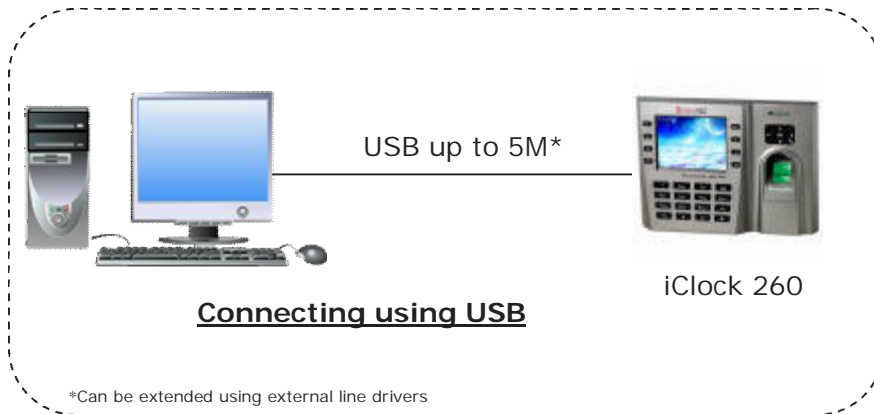 USB up to 5M*
iClock 260
Connecting using USB
*Can be extended using external line drivers